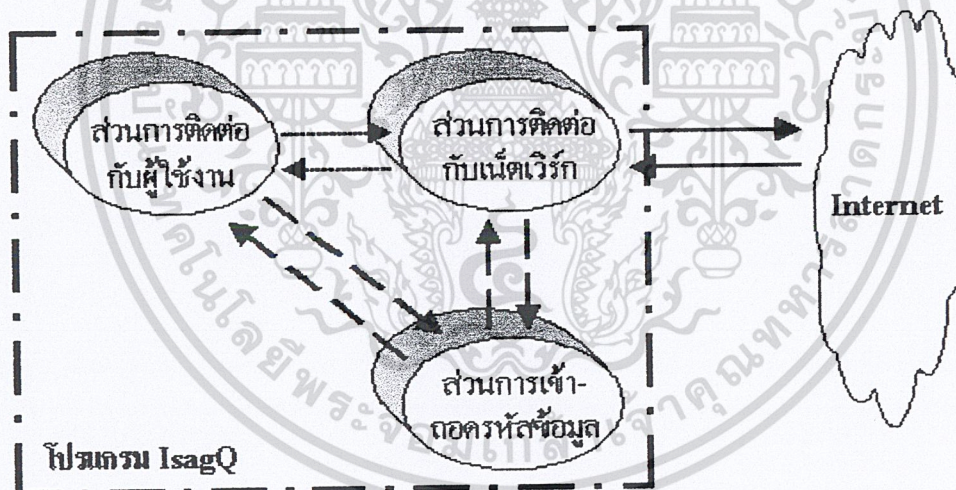 ส่วนการติดต่อ
กับผู้ใช้งาน
ส่วนการติดต่อ
กับเน็ตเวิร์ก
Internet
ส่วนการเข้า-
ถอดรหัสข้อมูล
โปรแกรม IsagQ